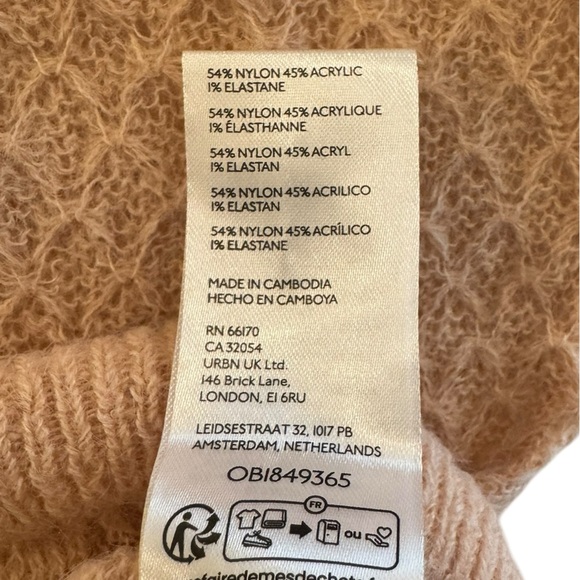 54% NYLON 45% ACRYLIC
1% ELASTANE
54% NYLON 45% ACRYLIQUE
1% ÉLASTHANNE
54% NYLON 45% ACRYL
1% ELASTAN
54% NYLON 45% ACRILICO
1% ELASTAN
54% NYLON 45% ACRÍLICO
1% ELASTANE
MADE IN CAMBODIA
HECHO EN CAMBOYA
RN 66170
CA 32054
URBN UK Ltd.
146 Brick Lane,
LONDON, E1 6RU
LEIDSESTRAAT 32, 1017 PB
AMSTERDAM, NETHERLANDS
OB1849365
FR
ou